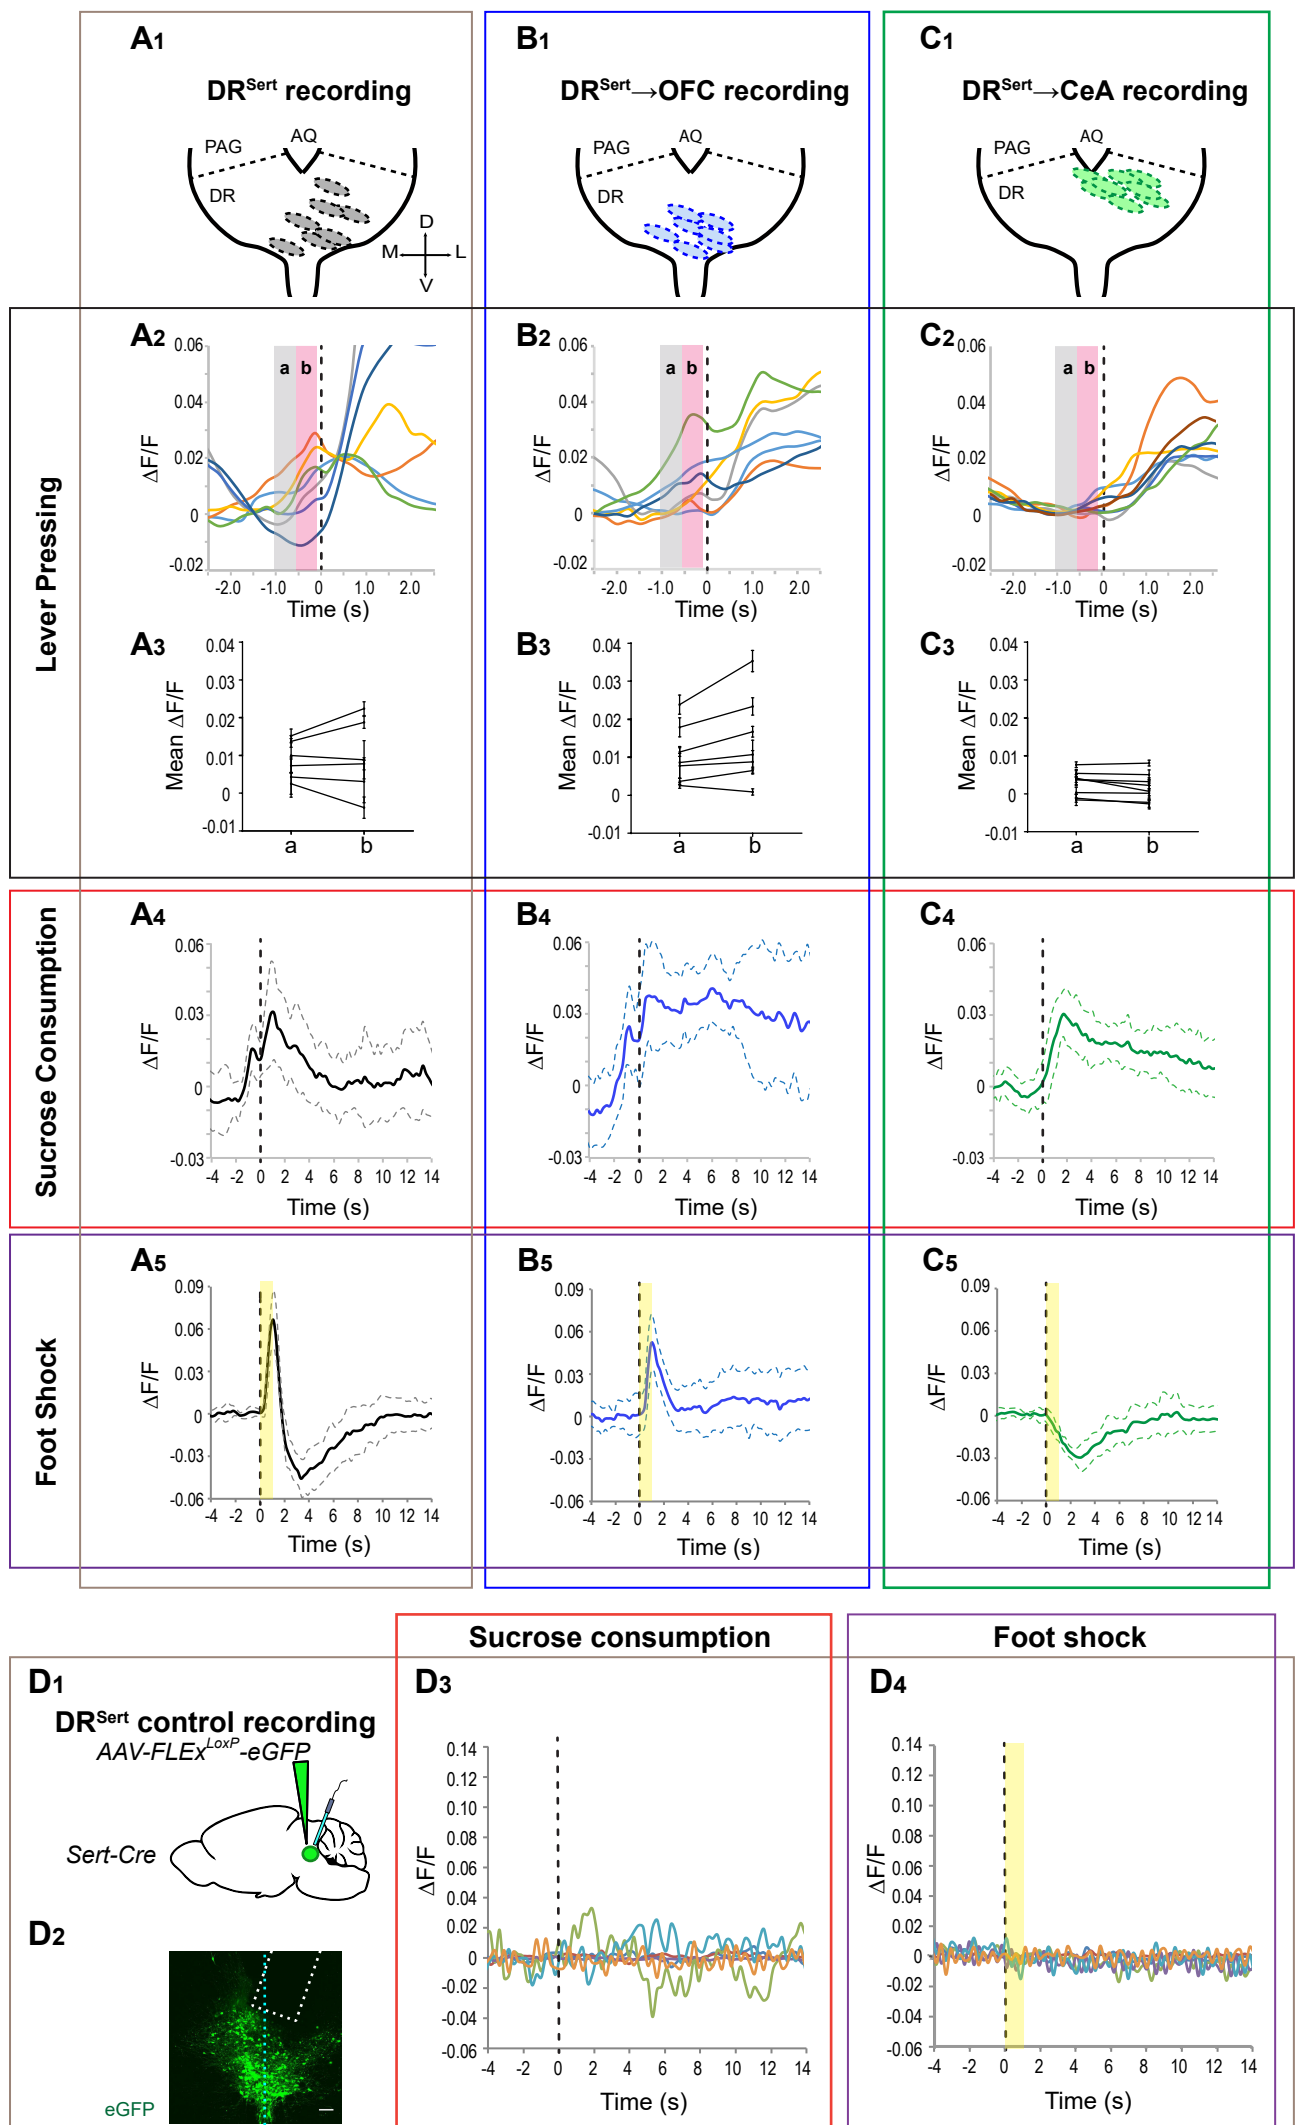 A1
DRSert recording
PAG
AQ
DR
D
M
L
V
B1
DRSert→OFC recording
PAG
AQ
DR
C1
DRSert→CeA recording
PAG
AQ
DR
Lever Pressing
A2
0.06
0.04
0.02
0
-0.02
ΔF/F
a b
-2.0 -1.0 0 1.0 2.0
Time (s)
B2
0.06
0.04
0.02
0
-0.02
ΔF/F
a b
-2.0 -1.0 0 1.0 2.0
Time (s)
C2
0.06
0.04
0.02
0
-0.02
ΔF/F
a b
-2.0 -1.0 0 1.0 2.0
Time (s)
A3
0.04
0.03
0.02
0.01
0
-0.01
Mean ΔF/F
a b
B3
0.04
0.03
0.02
0.01
0
-0.01
Mean ΔF/F
a b
C3
0.04
0.03
0.02
0.01
0
-0.01
Mean ΔF/F
a b
Sucrose Consumption
A4
0.06
0.03
0
-0.03
ΔF/F
-4 -2 0 2 4 6 8 10 12 14
Time (s)
B4
0.06
0.03
0
-0.03
ΔF/F
-4 -2 0 2 4 6 8 10 12 14
Time (s)
C4
0.06
0.03
0
-0.03
ΔF/F
-4 -2 0 2 4 6 8 10 12 14
Time (s)
Foot Shock
A5
0.09
0.06
0.03
0
-0.03
-0.06
ΔF/F
-4 -2 0 2 4 6 8 10 12 14
Time (s)
B5
0.09
0.06
0.03
0
-0.03
-0.06
ΔF/F
-4 -2 0 2 4 6 8 10 12 14
Time (s)
C5
0.09
0.06
0.03
0
-0.03
-0.06
ΔF/F
-4 -2 0 2 4 6 8 10 12 14
Time (s)
Sucrose consumption
Foot shock
D1
DRSert control recording
AAV-FLExLoxP-eGFP
Sert-Cre
D2
eGFP
D3
0.14
0.12
0.10
0.08
0.06
0.04
0.02
0
-0.02
-0.04
-0.06
ΔF/F
-4 -2 0 2 4 6 8 10 12 14
Time (s)
D4
0.14
0.12
0.10
0.08
0.06
0.04
0.02
0
-0.02
-0.04
-0.06
ΔF/F
-4 -2 0 2 4 6 8 10 12 14
Time (s)